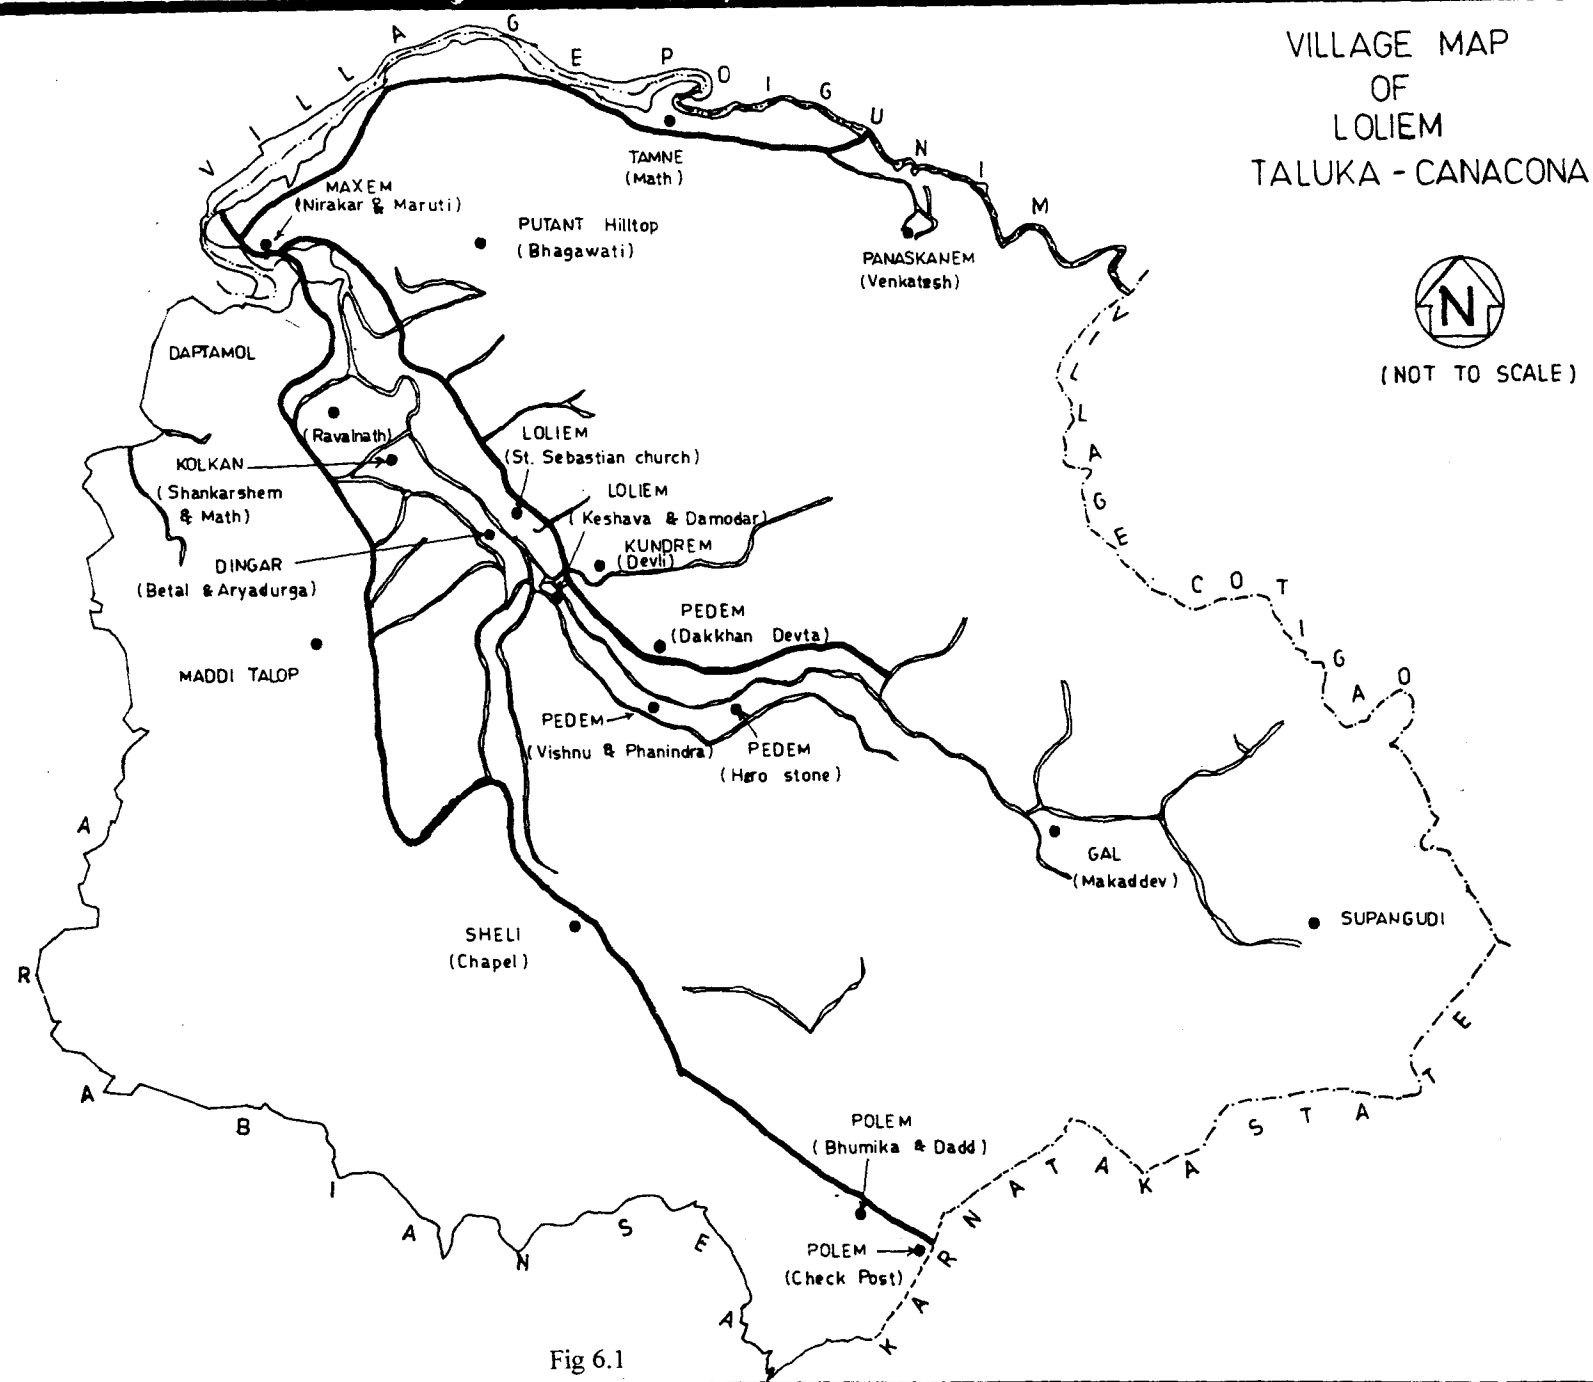 VILLAGE MAP
OF
LOLIEM
TALUKA - CANACONA
N
(NOT TO SCALE)
VILLAGE POIGUINIM
VILLAGE COTIGAO
KARNATAKA STATE
ARABIAN SEA
TAMNE
(Math)
MAXEM
(Nirakar & Maruti)
PUTANT Hilltop
(Bhagawati)
PANASKANEM
(Venkatesh)
DAPTAMOL
(Ravalnath)
KOLKAN
(Shankarshem
& Math)
LOLIEM
(St. Sebastian church)
LOLIEM
(Keshava & Damodar)
KUNDREM
(Devli)
DINGAR
(Betal & Aryadurga)
PEDEM
(Dakkhan Devta)
MADDI TALOP
PEDEM
(Vishnu & Phanindra)
PEDEM
(Hero stone)
GAL
(Makaddev)
SUPANGUDI
SHELI
(Chapel)
POLEM
(Bhumika & Dadd)
POLEM
(Check Post)
Fig 6.1